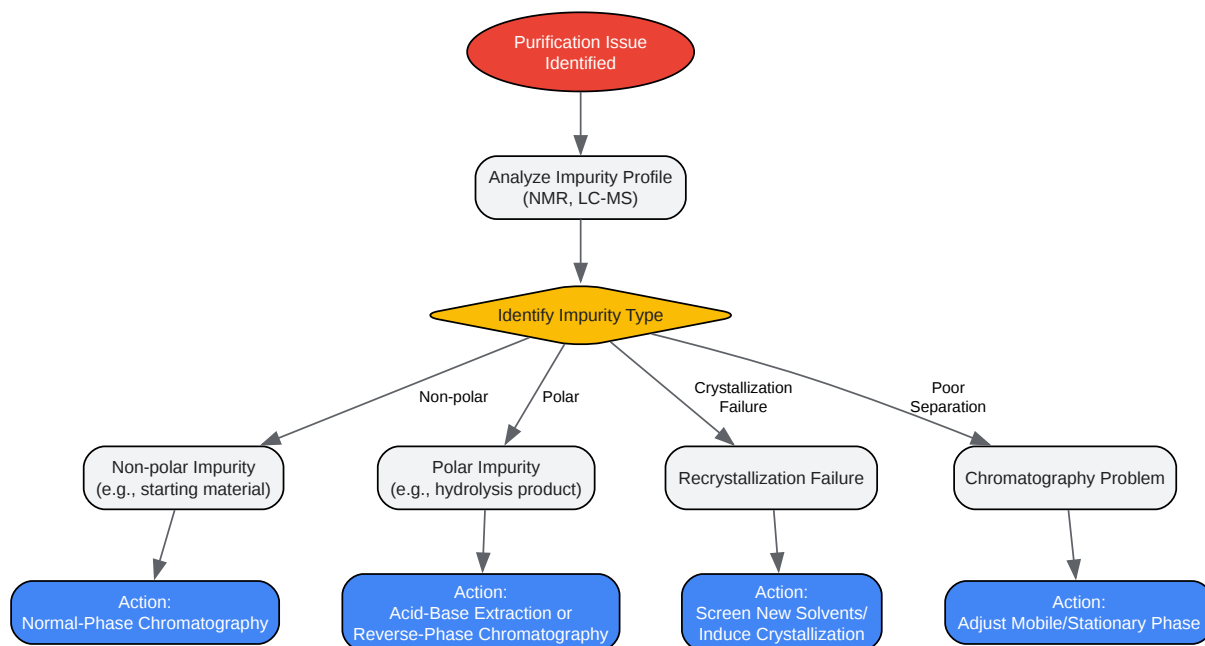 Purification Issue
Identified
Analyze Impurity Profile
(NMR, LC-MS)
Identify Impurity Type
Non-polar
Polar
Crystallization
Failure
Poor
Separation
Non-polar Impurity
(e.g., starting material)
Polar Impurity
(e.g., hydrolysis product)
Recrystallization Failure
Chromatography Problem
Action:
Normal-Phase Chromatography
Action:
Acid-Base Extraction or
Reverse-Phase Chromatography
Action:
Screen New Solvents/
Induce Crystallization
Action:
Adjust Mobile/Stationary Phase